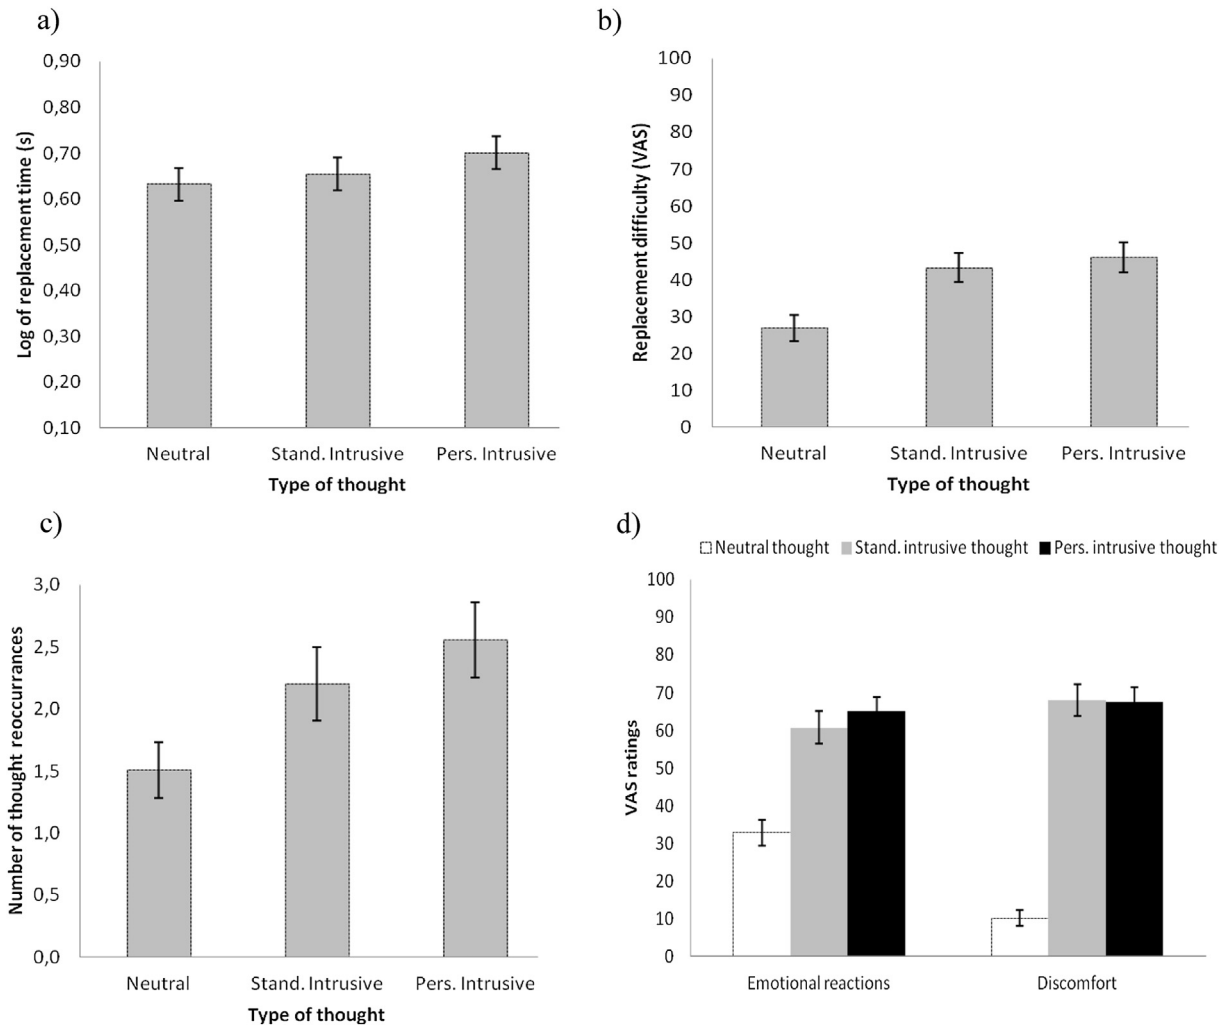 a)
0,90
0,80
0,70
0,60
0,50
0,40
0,30
0,20
0,10
Log of replacement time (s)
Neutral Stand. Intrusive Pers. Intrusive
Type of thought
b)
100
90
80
70
60
50
40
30
20
10
0
Replacement difficulty (VAS)
Neutral Stand. Intrusive Pers. Intrusive
Type of thought
c)
3,0
2,5
2,0
1,5
1,0
0,5
0,0
Number of thought reoccurrances
Neutral Stand. Intrusive Pers. Intrusive
Type of thought
d)
Neutral thought Stand. intrusive thought Pers. intrusive thought
100
90
80
70
60
50
40
30
20
10
0
VAS ratings
Emotional reactions Discomfort